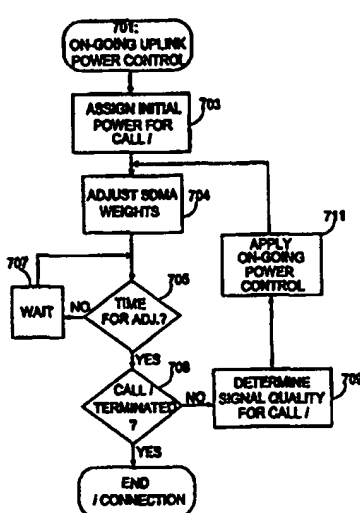 701:
ON-GOING UPLINK
POWER CONTROL
ASSIGN INITIAL
POWER FOR
CALL i
703
ADJUST SDMA
WEIGHTS
704
711
APPLY
ON-GOING
POWER
CONTROL
707
WAIT
NO
TIME
FOR ADJ.?
705
YES
708
CALL i
TERMINATED
?
NO
DETERMINE
SIGNAL QUALITY
FOR CALL i
709
YES
END
i CONNECTION